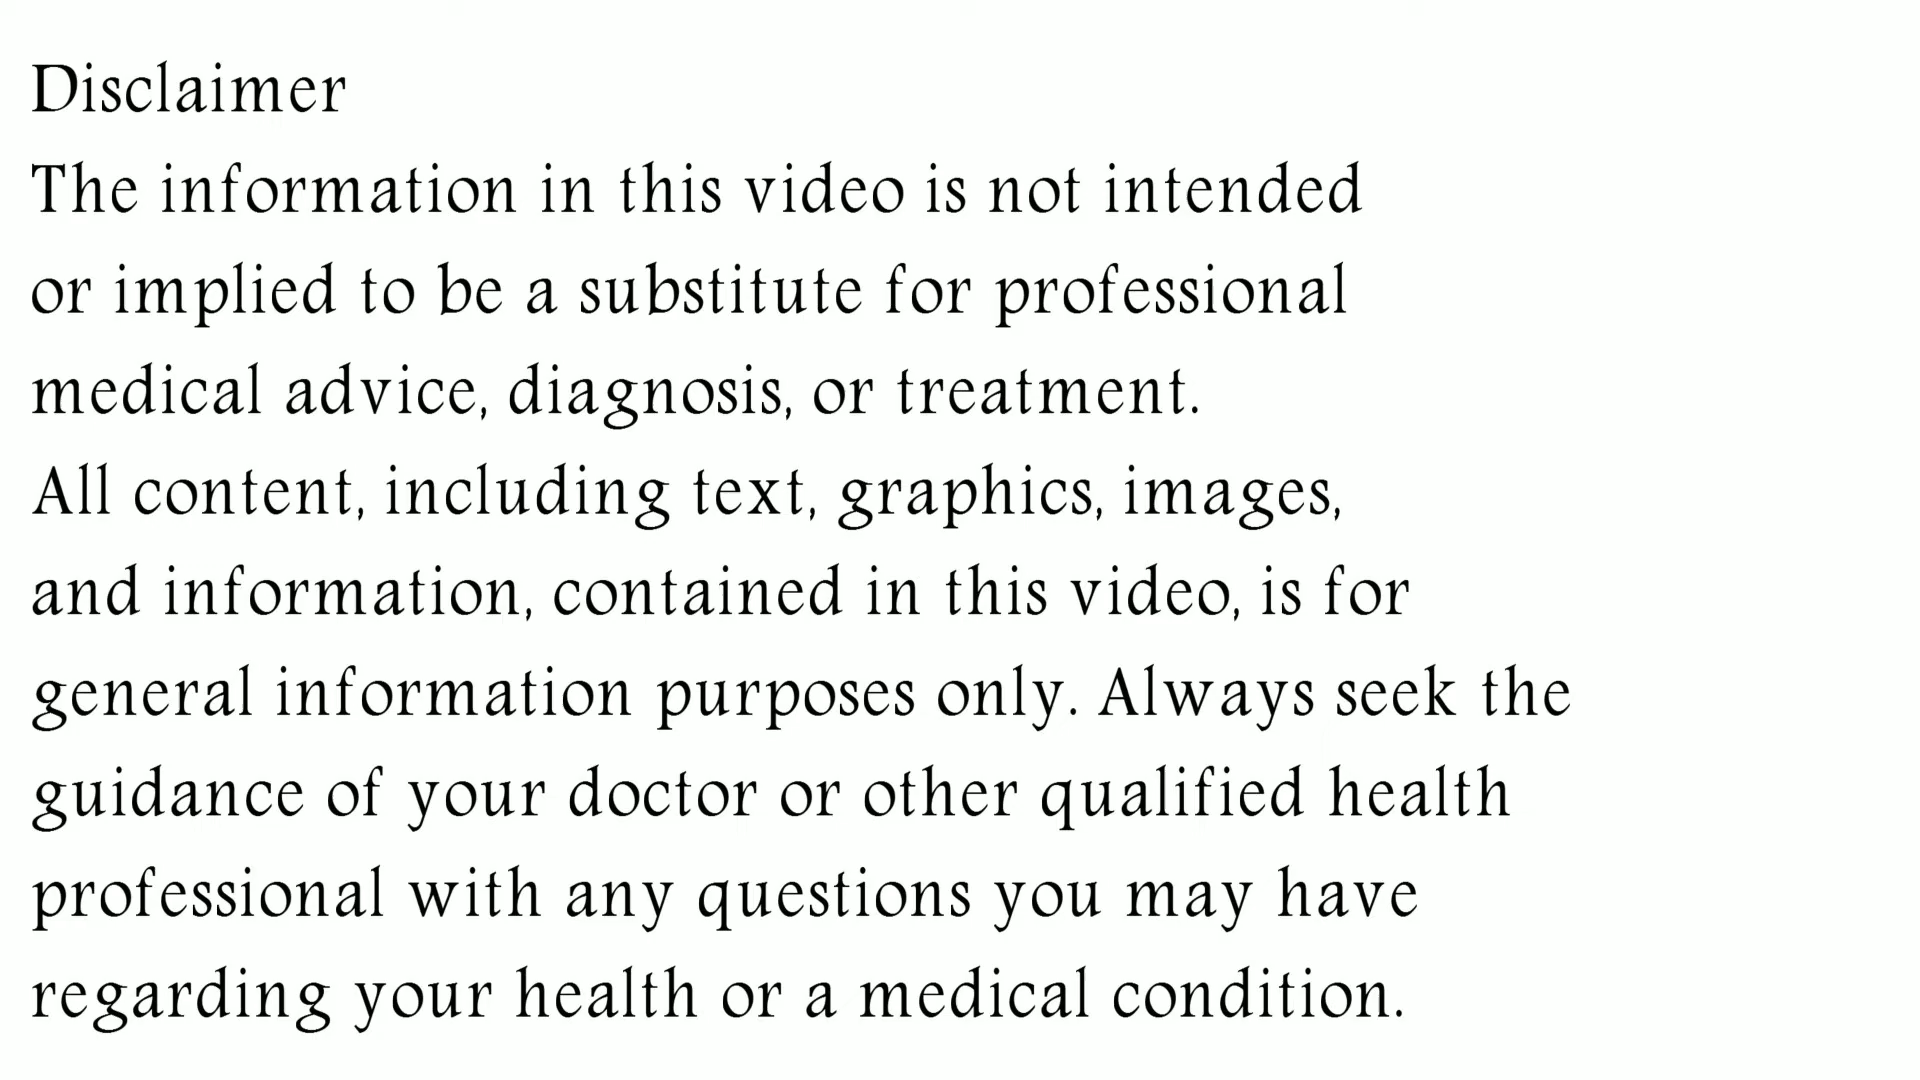 Disclaimer
The information in this video is not intended
or implied to be a substitute for professional
medical advice, diagnosis, or treatment.
All content, including text, graphics, images,
and information, contained in this video, is for
general information purposes only. Always seek the
guidance of your doctor or other qualified health
professional with any questions you may have
regarding your health or a medical condition.